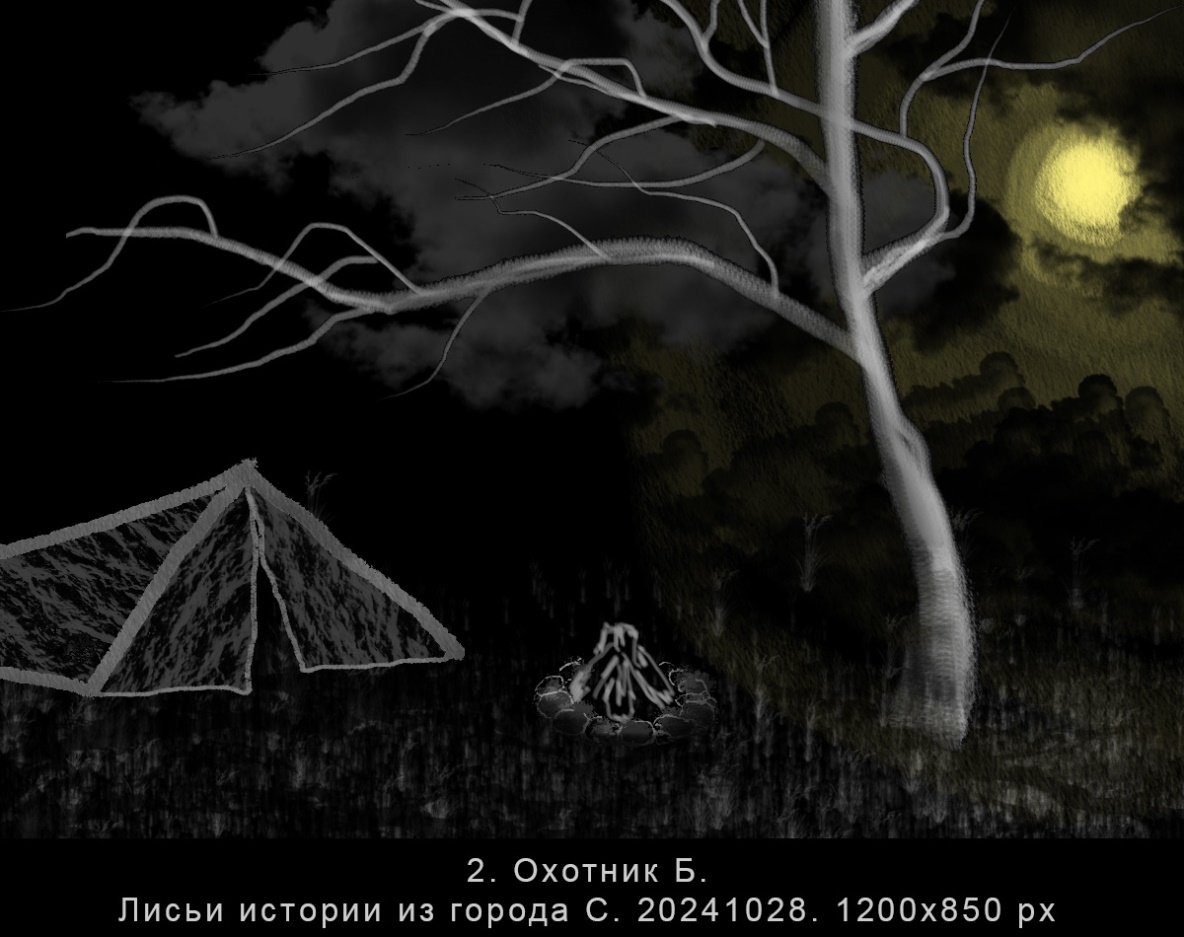 2. Охотник Б.
Лисьи истории из города С. 20241028. 1200x850 px